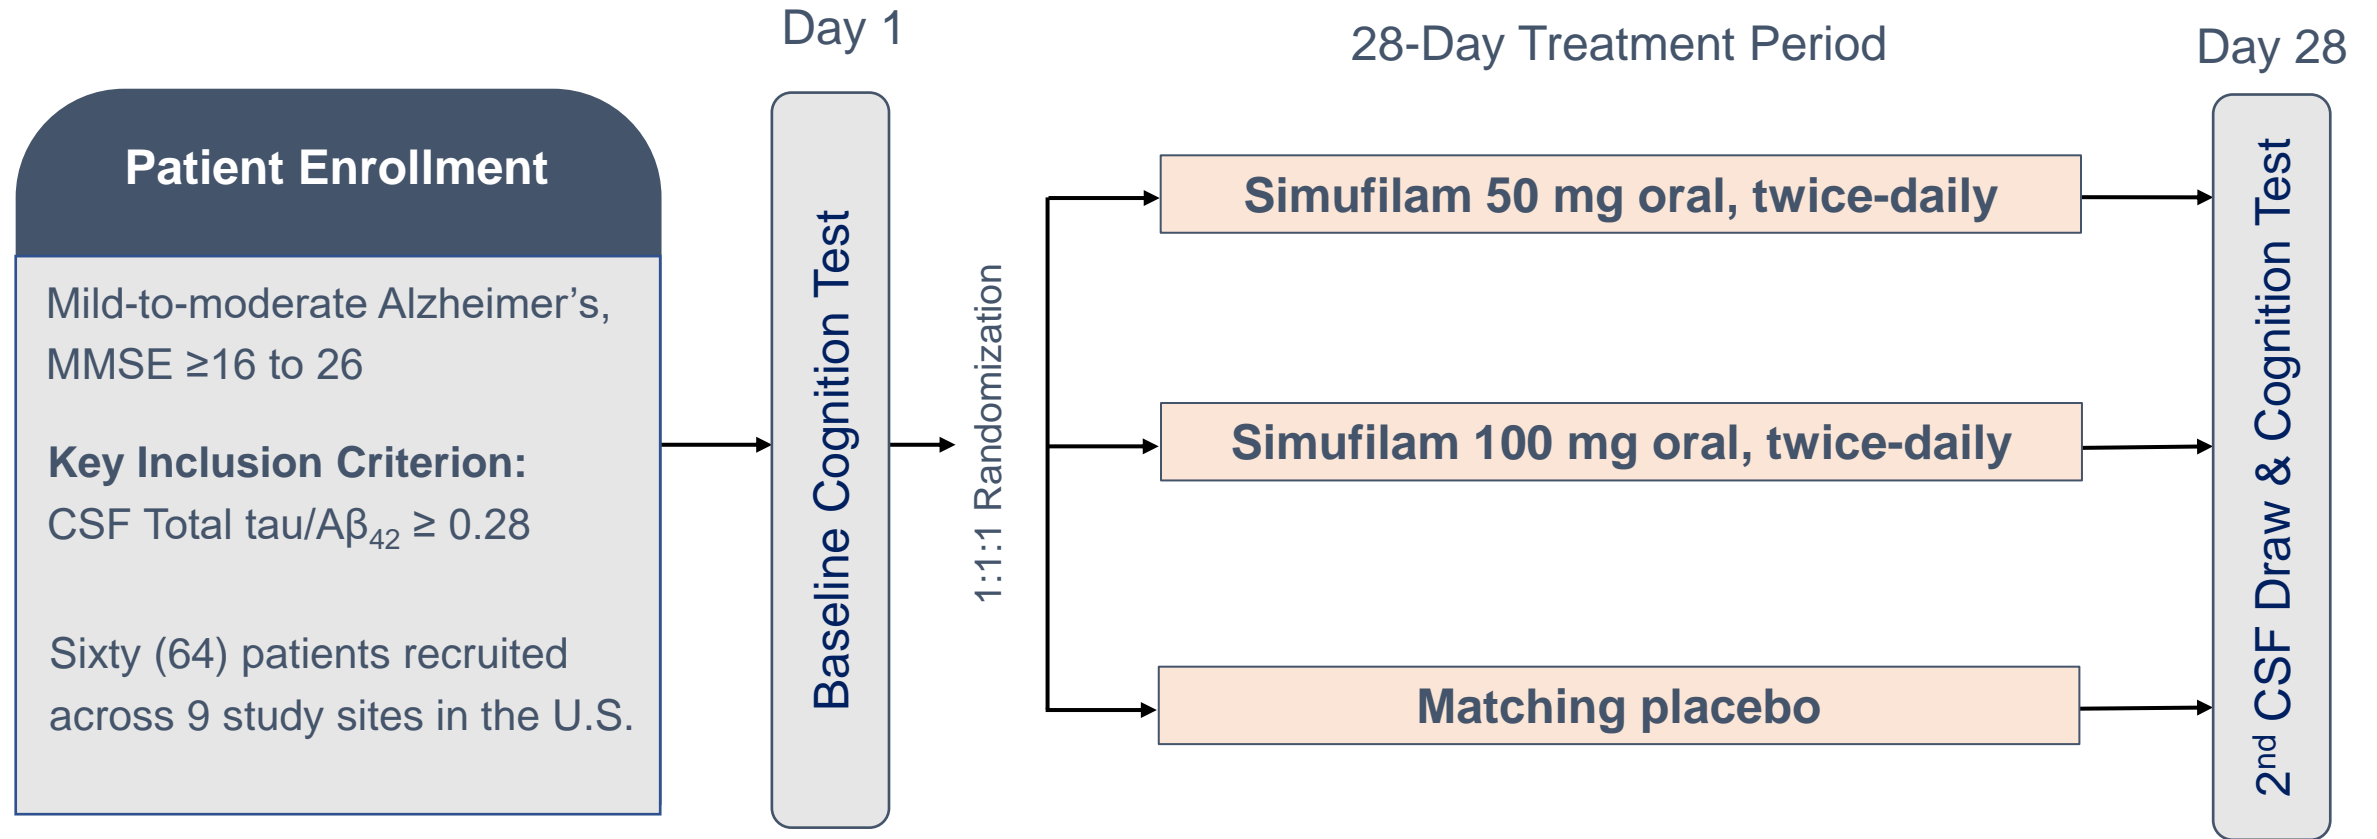 Patient Enrollment
Mild-to-moderate Alzheimer’s,
MMSE ≥16 to 26
Key Inclusion Criterion:
CSF Total tau/Aβ₄₂ ≥ 0.28
Sixty (64) patients recruited
across 9 study sites in the U.S.
Day 1
Baseline Cognition Test
1:1:1 Randomization
28-Day Treatment Period
Simufilam 50 mg oral, twice-daily
Simufilam 100 mg oral, twice-daily
Matching placebo
Day 28
2nd CSF Draw & Cognition Test